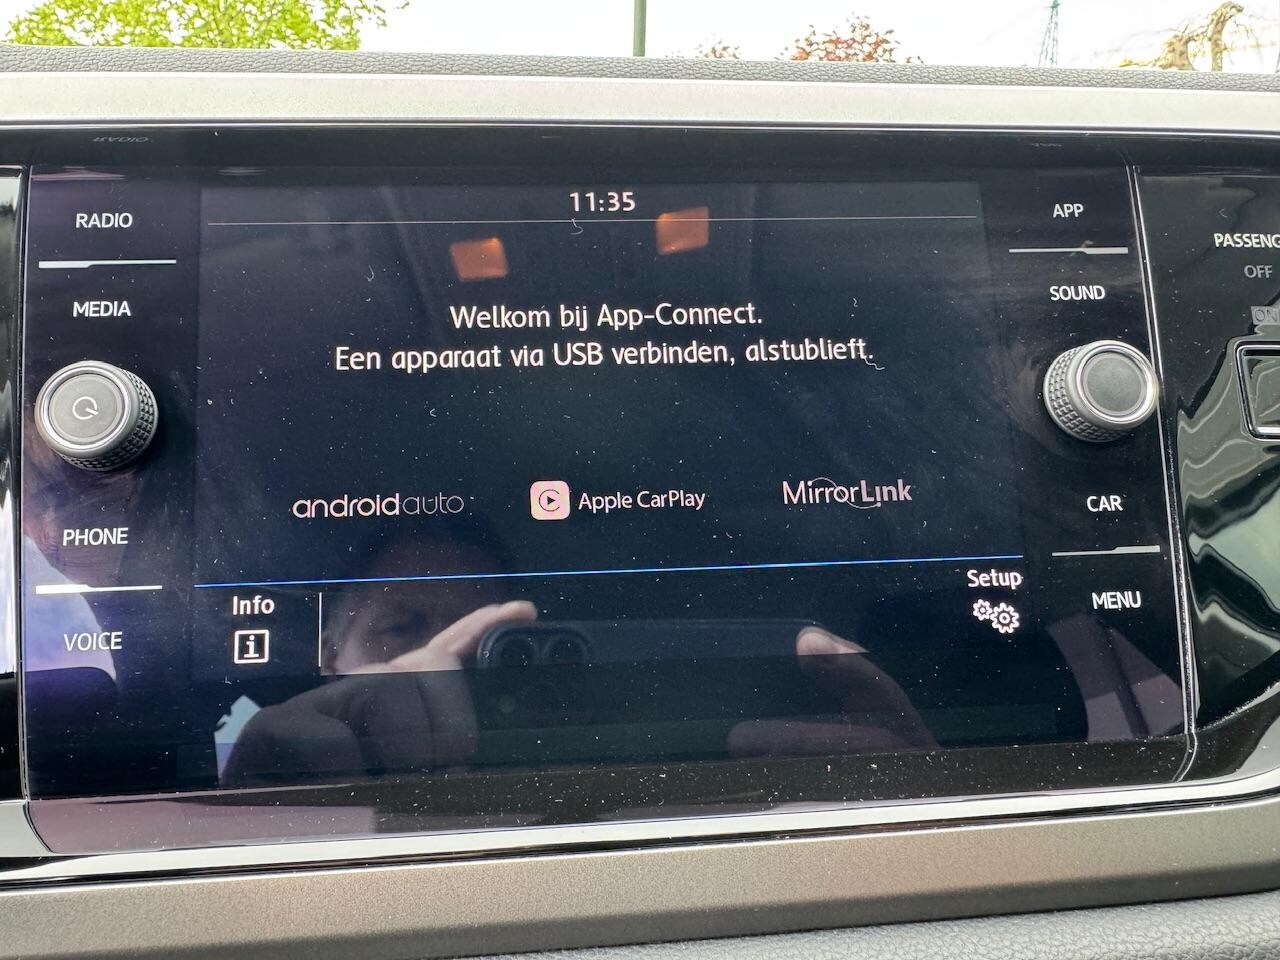 11:35
RADIO
MEDIA
PHONE
VOICE
Welkom bij App-Connect.
Een apparaat via USB verbinden, alstublieft.
androidauto
Apple CarPlay
MirrorLink
Info
i
Setup
APP
SOUND
CAR
MENU
PASSENG
OFF
ON